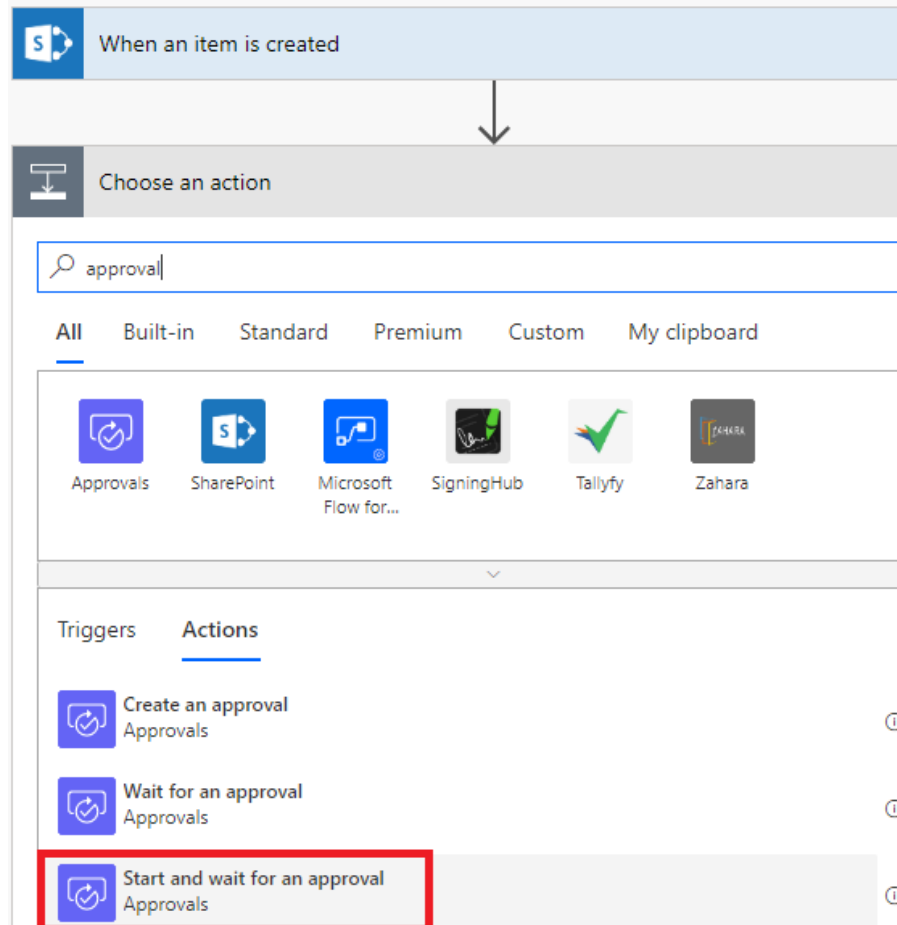 When an item is created
Choose an action
approval
All Built-in Standard Premium Custom My clipboard
Approvals SharePoint Microsoft Flow for... SigningHub Tallyfy Zahara
Triggers Actions
Create an approval
Approvals
Wait for an approval
Approvals
Start and wait for an approval
Approvals